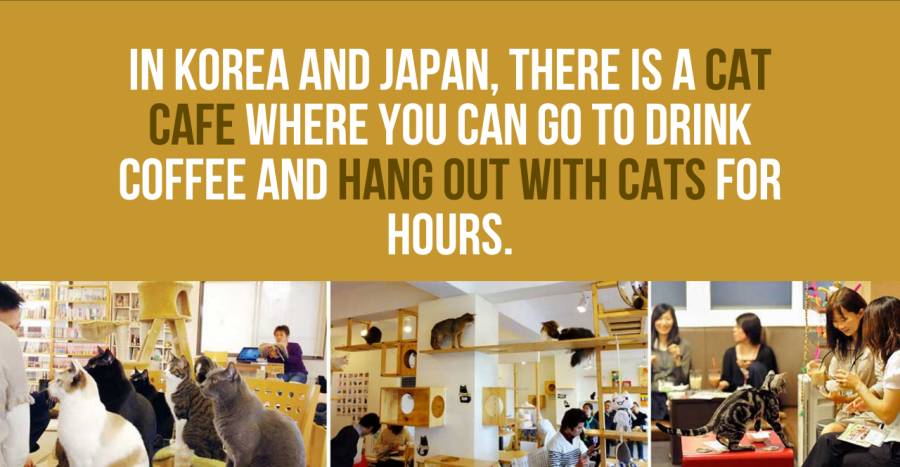 IN KOREA AND JAPAN, THERE IS A CAT
CAFE WHERE YOU CAN GO TO DRINK
COFFEE AND HANG OUT WITH CATS FOR
HOURS.